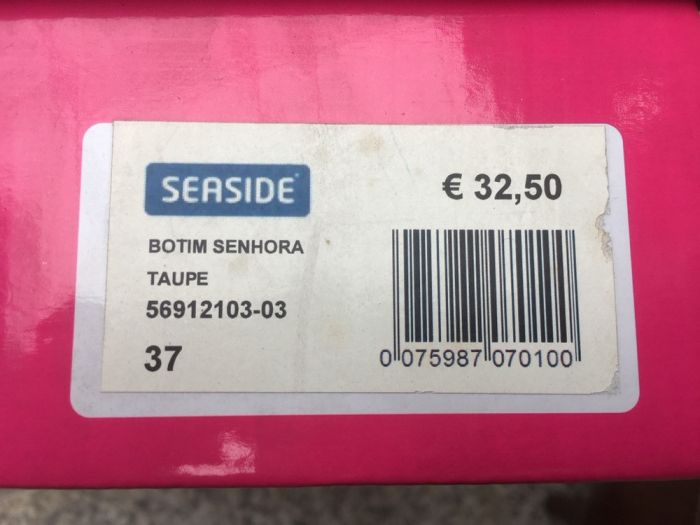 SEASIDE
€ 32,50
BOTIM SENHORA
TAUPE
56912103-03
37
0 075987 070100